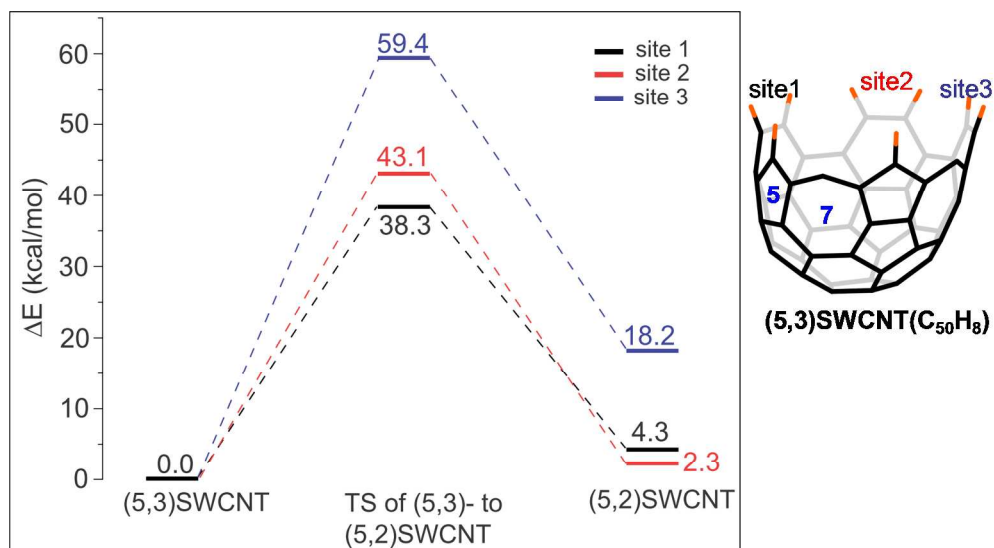 60
50
40
30
20
10
0
ΔE (kcal/mol)
59.4
43.1
38.3
18.2
4.3
2.3
0.0
site 1
site 2
site 3
(5,3)SWCNT
TS of (5,3)- to
(5,2)SWCNT
(5,2)SWCNT
site1
site2
site3
5
7
(5,3)SWCNT(C₅₀H₈)